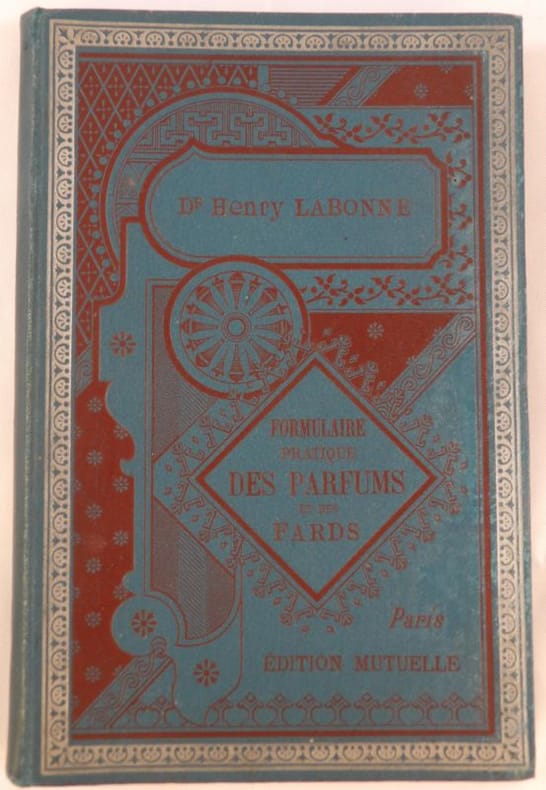 Dᴿ Henry LABONNE
FORMULAIRE
PRATIQUE
DES PARFUMS
ET DES
FARDS
Paris
ÉDITION MUTUELLE